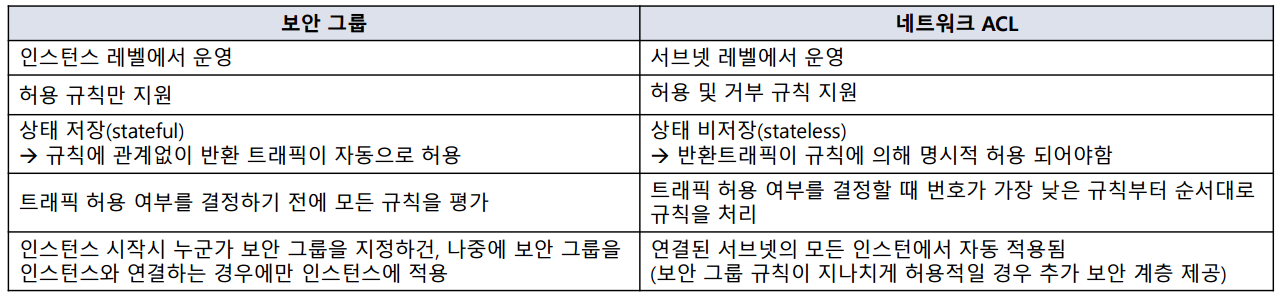 보안 그룹
네트워크 ACL
인스턴스 레벨에서 운영
서브넷 레벨에서 운영
허용 규칙만 지원
허용 및 거부 규칙 지원
상태 저장(stateful)
→ 규칙에 관계없이 반환 트래픽이 자동으로 허용
상태 비저장(stateless)
→ 반환트래픽이 규칙에 의해 명시적 허용 되어야함
트래픽 허용 여부를 결정하기 전에 모든 규칙을 평가
트래픽 허용 여부를 결정할 때 번호가 가장 낮은 규칙부터 순서대로
규칙을 처리
인스턴스 시작시 누군가 보안 그룹을 지정하건, 나중에 보안 그룹을
인스턴스와 연결하는 경우에만 인스턴스에 적용
연결된 서브넷의 모든 인스턴에서 자동 적용됨
(보안 그룹 규칙이 지나치게 허용적일 경우 추가 보안 계층 제공)